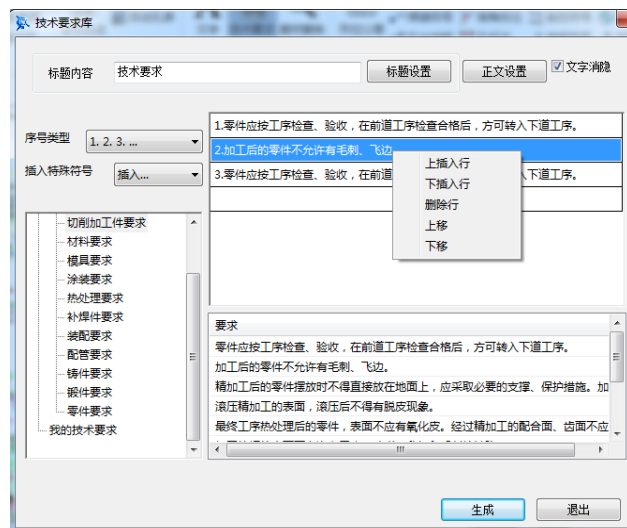 技术要求库
标题内容 技术要求 标题设置 正文设置 文字消隐
序号类型 1. 2. 3. ...
插入特殊符号 插入...
1.零件应按工序检查、验收，在前道工序检查合格后，方可转入下道工序。
2.加工后的零件不允许有毛刺、飞边
3.零件应按工序检查、验收，在前道 入下道工序。
上插入行
下插入行
删除行
上移
下移
切削加工件要求
材料要求
模具要求
涂装要求
热处理要求
补焊件要求
装配要求
配管要求
铸件要求
锻件要求
零件要求
我的技术要求
要求
零件应按工序检查、验收，在前道工序检查合格后，方可转入下道工序。
加工后的零件不允许有毛刺、飞边。
精加工后的零件摆放时不得直接放在地面上，应采取必要的支撑、保护措施。加
滚压精加工的表面，滚压后不得有脱皮现象。
最终工序热处理后的零件，表面不应有氧化皮。经过精加工的配合面、齿面不应
生成 退出